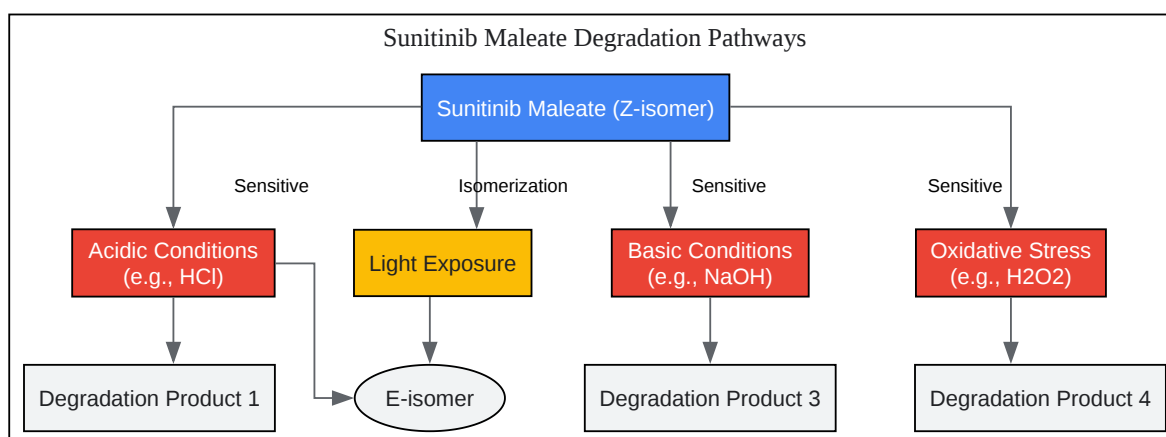 Sunitinib Maleate Degradation Pathways
Sunitinib Maleate (Z-isomer)
Sensitive
Isomerization
Sensitive
Sensitive
Acidic Conditions
(e.g., HCl)
Light Exposure
Basic Conditions
(e.g., NaOH)
Oxidative Stress
(e.g., H2O2)
Degradation Product 1
E-isomer
Degradation Product 3
Degradation Product 4